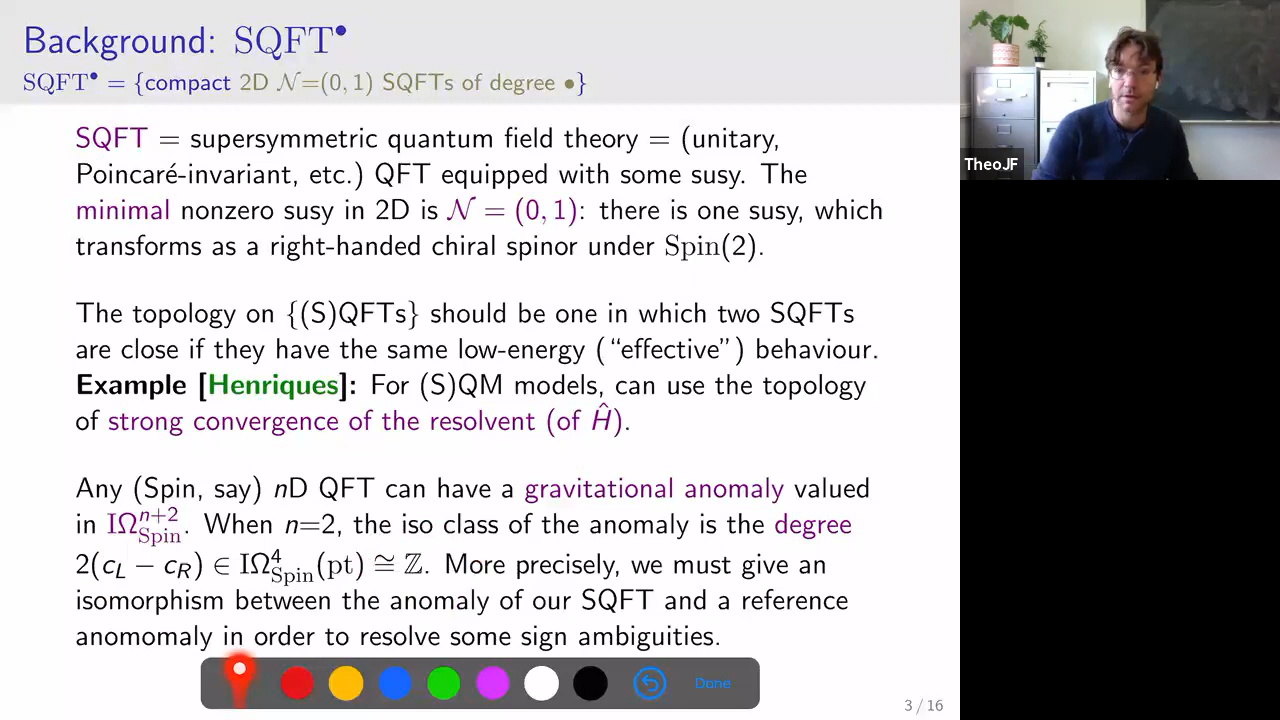 Background: SQFT•
SQFT• = {compact 2D 𝒩=(0, 1) SQFTs of degree •}
SQFT = supersymmetric quantum field theory = (unitary,
Poincaré-invariant, etc.) QFT equipped with some susy. The
minimal nonzero susy in 2D is 𝒩 = (0, 1): there is one susy, which
transforms as a right-handed chiral spinor under Spin(2).
The topology on {(S)QFTs} should be one in which two SQFTs
are close if they have the same low-energy (“effective”) behaviour.
Example [Henriques]: For (S)QM models, can use the topology
of strong convergence of the resolvent (of Ĥ).
Any (Spin, say) nD QFT can have a gravitational anomaly valued
in IΩ^{n+2}_{Spin}. When n=2, the iso class of the anomaly is the degree
2(c_L − c_R) ∈ IΩ^4_{Spin}(pt) ≅ ℤ. More precisely, we must give an
isomorphism between the anomaly of our SQFT and a reference
anomomaly in order to resolve some sign ambiguities.
Done
3 / 16
TheoJF